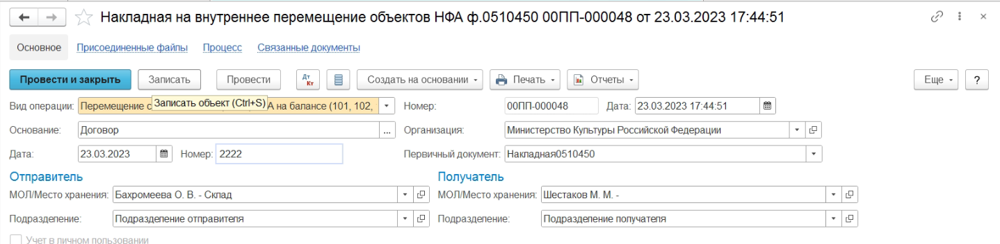 Накладная на внутреннее перемещение объектов НФА ф.0510450 00ПП-000048 от 23.03.2023 17:44:51
Основное Присоединенные файлы Процесс Связанные документы
Провести и закрыть Записать Провести Дт Кт Создать на основании Печать Отчеты Еще ?
Записать объект (Ctrl+S)
Вид операции: Перемещение с А на балансе (101, 102, Номер: 00ПП-000048 Дата: 23.03.2023 17:44:51
Основание: Договор ... Организация: Министерство Культуры Российской Федерации
Дата: 23.03.2023 Номер: 2222 Первичный документ: Накладная0510450
Отправитель Получатель
МОЛ/Место хранения: Бахромеева О. В. - Склад МОЛ/Место хранения: Шестаков М. М. -
Подразделение: Подразделение отправителя Подразделение: Подразделение получателя
Учет в личном пользовании